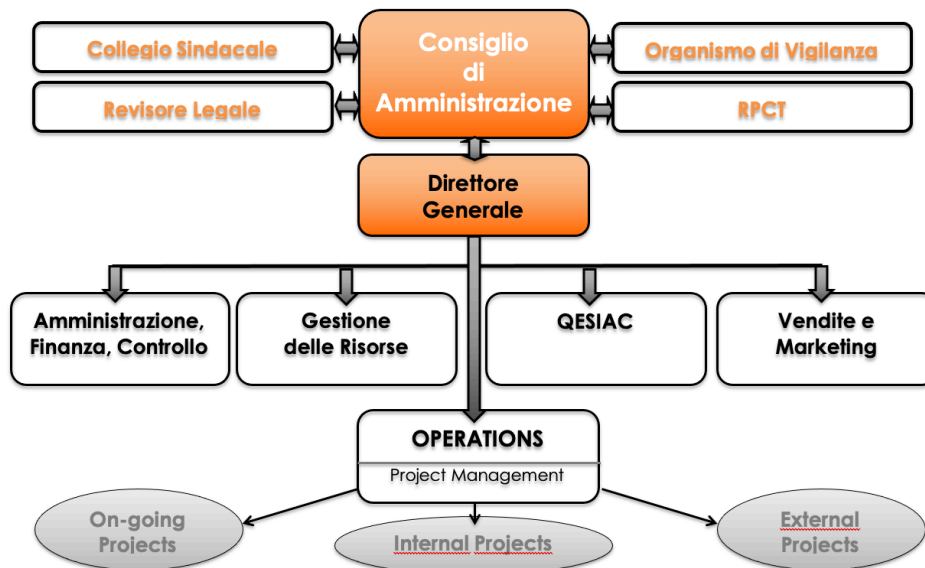 Collegio Sindacale
Consiglio
di
Amministrazione
Organismo di Vigilanza
Revisore Legale
RPCT
Direttore
Generale
Amministrazione,
Finanza, Controllo
Gestione
delle Risorse
QESIAC
Vendite e
Marketing
OPERATIONS
Project Management
On-going
Projects
Internal Projects
External
Projects